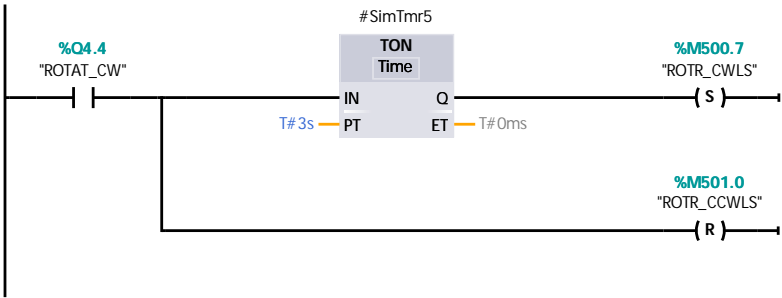 #SimTmr5
%Q4.4
"ROTAT_CW"
TON
Time
%M500.7
"ROTR_CWLS"
IN
Q
S
T#3s
PT
ET
T#0ms
%M501.0
"ROTR_CCWLS"
R